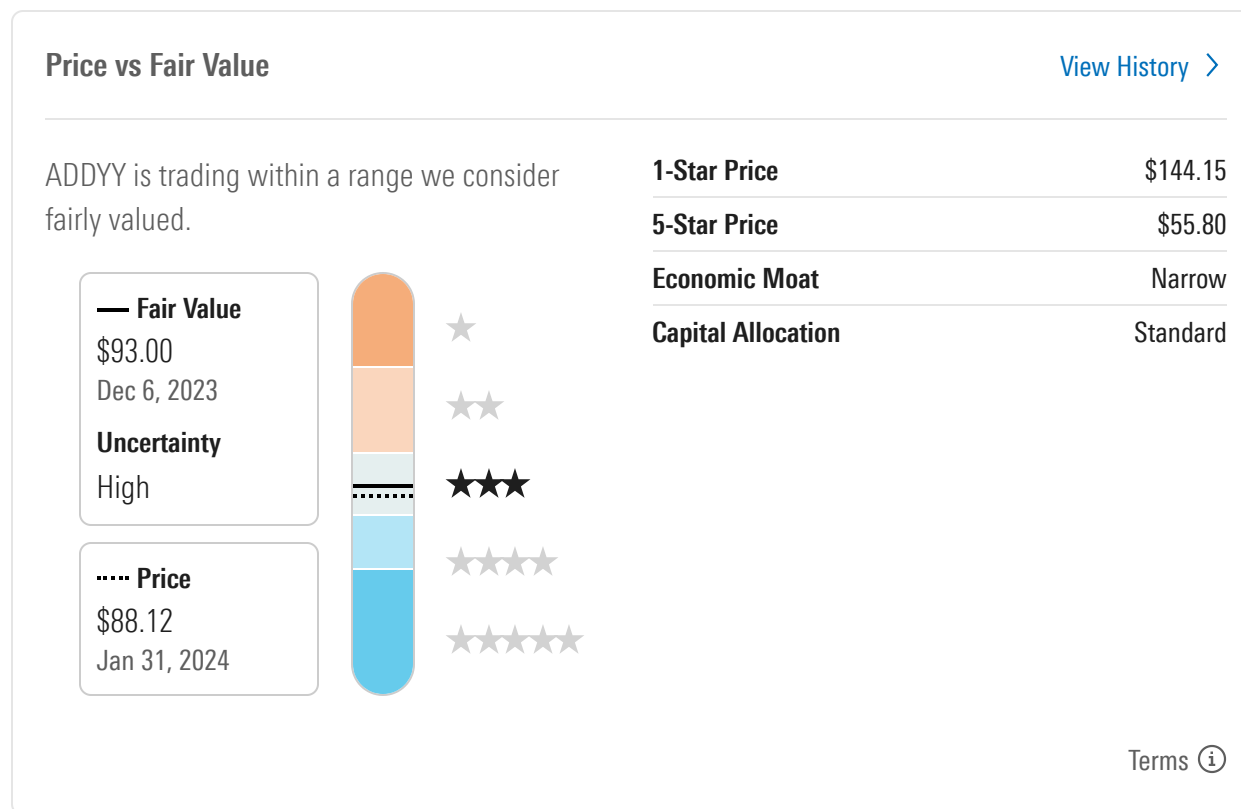 Price vs Fair Value
View History
ADDYY is trading within a range we consider
fairly valued.
Fair Value
$93.00
Dec 6, 2023
Uncertainty
High
Price
$88.12
Jan 31, 2024
1-Star Price $144.15
5-Star Price $55.80
Economic Moat Narrow
Capital Allocation Standard
Terms